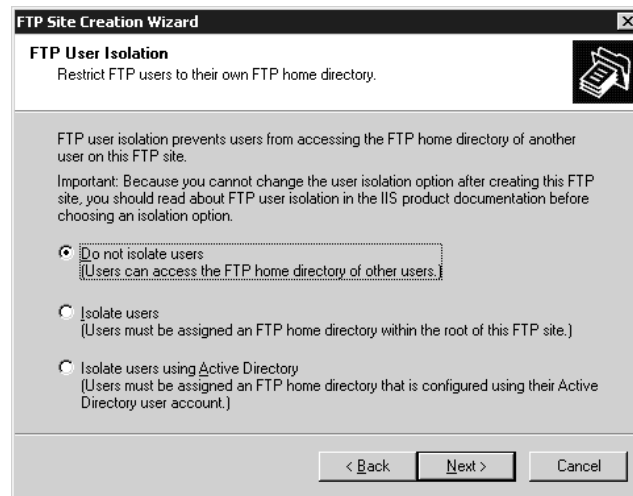 FTP Site Creation Wizard
FTP User Isolation
Restrict FTP users to their own FTP home directory.
FTP user isolation prevents users from accessing the FTP home directory of another
user on this FTP site.
Important: Because you cannot change the user isolation option after creating this FTP
site, you should read about FTP user isolation in the IIS product documentation before
choosing an isolation option.
Do not isolate users
(Users can access the FTP home directory of other users.)
Isolate users
(Users must be assigned an FTP home directory within the root of this FTP site.)
Isolate users using Active Directory
(Users must be assigned an FTP home directory that is configured using their Active
Directory user account.)
< Back
Next >
Cancel